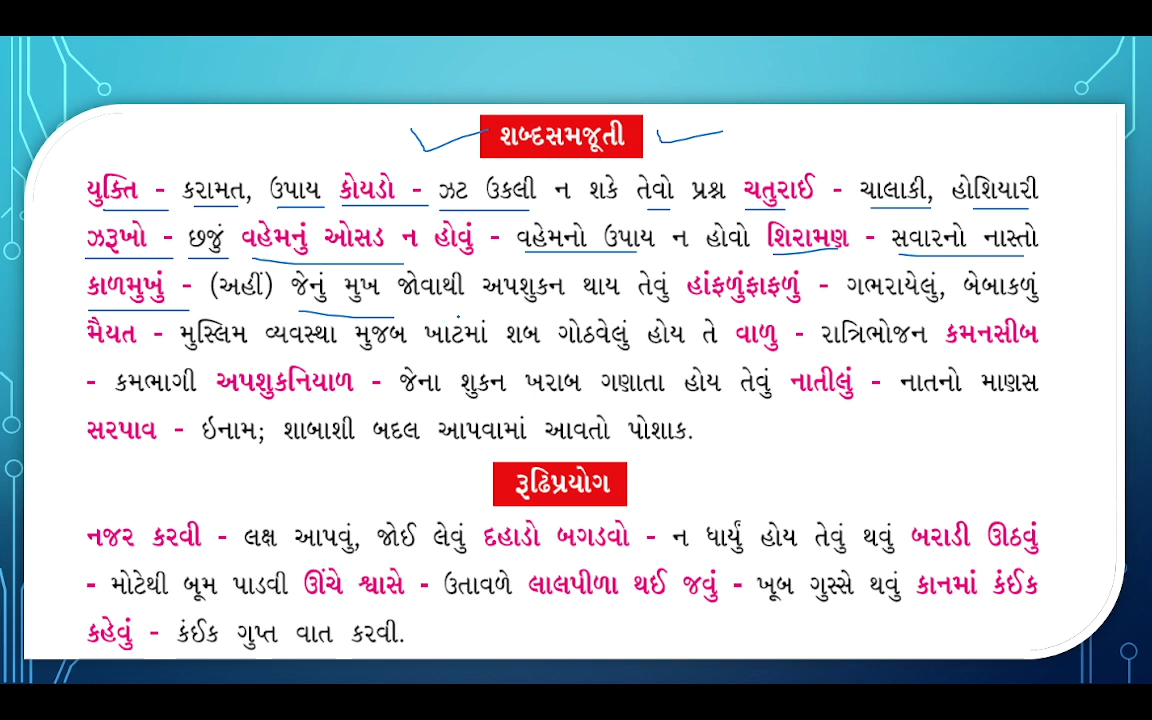 શબ્દસમજૂતી
યુક્તિ - કરામત, ઉપાય કોયડો - ઝટ ઉકલી ન શકે તેવો પ્રશ્ન ચતુરાઈ - ચાલાકી, હોશિયારી
ઝરૂખો - છજું વહેમનું ઓસડ ન હોવું - વહેમનો ઉપાય ન હોવો શિરામણ - સવારનો નાસ્તો
કાળમુખું - (અહીં) જેનું મુખ જોવાથી અપશુકન થાય તેવું હાંફળુંફાફળું - ગભરાયેલું, બેબાકળું
મૈયત - મુસ્લિમ વ્યવસ્થા મુજબ ખાટમાં શબ ગોઠવેલું હોય તે વાળુ - રાત્રિભોજન કમનસીબ
- કમભાગી અપશુકનિયાળ - જેના શુકન ખરાબ ગણાતા હોય તેવું નાતીલું - નાતનો માણસ
સરપાવ - ઇનામ; શાબાશી બદલ આપવામાં આવતો પોશાક.
રૂઢિપ્રયોગ
નજર કરવી - લક્ષ આપવું, જોઈ લેવું દહાડો બગડવો - ન ધાર્યું હોય તેવું થવું બરાડી ઊઠવું
- મોટેથી બૂમ પાડવી ઊંચે શ્વાસે - ઉતાવળે લાલપીળા થઈ જવું - ખૂબ ગુસ્સે થવું કાનમાં કંઈક
કહેવું - કંઈક ગુપ્ત વાત કરવી.